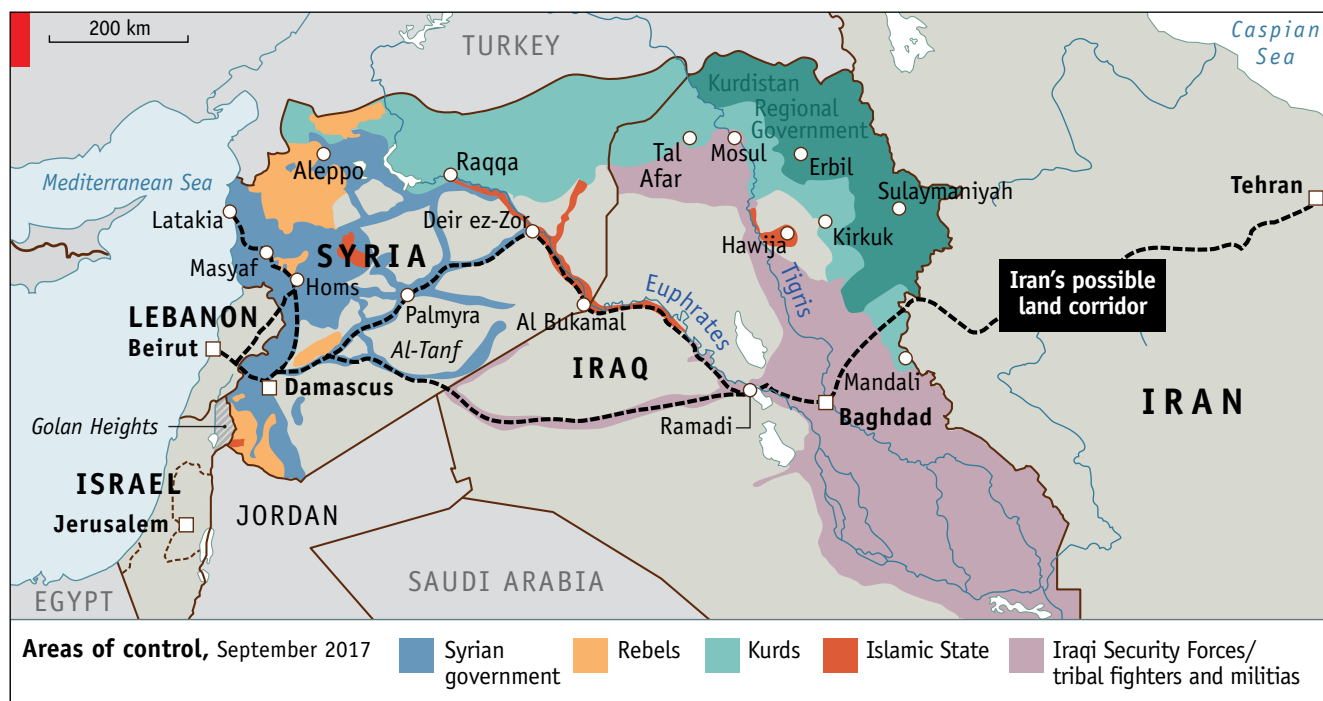 200 km
TURKEY
Caspian
Sea
Kurdistan
Regional
Government
Mediterranean Sea
Aleppo
Raqqa
Tal
Afar
Mosul
Erbil
Sulaymaniyah
Tehran
Latakia
Deir ez-Zor
SYRIA
Hawija
Kirkuk
Masyaf
Homs
Tigris
Iran's possible
land corridor
Euphrates
LEBANON
Palmyra
Al Bukamal
Beirut
Al-Tanf
IRAQ
Mandali
IRAN
Damascus
Baghdad
Golan Heights
Ramadi
ISRAEL
JORDAN
Jerusalem
SAUDI ARABIA
EGYPT
Areas of control, September 2017
Syrian
government
Rebels
Kurds
Islamic State
Iraqi Security Forces/
tribal fighters and militias